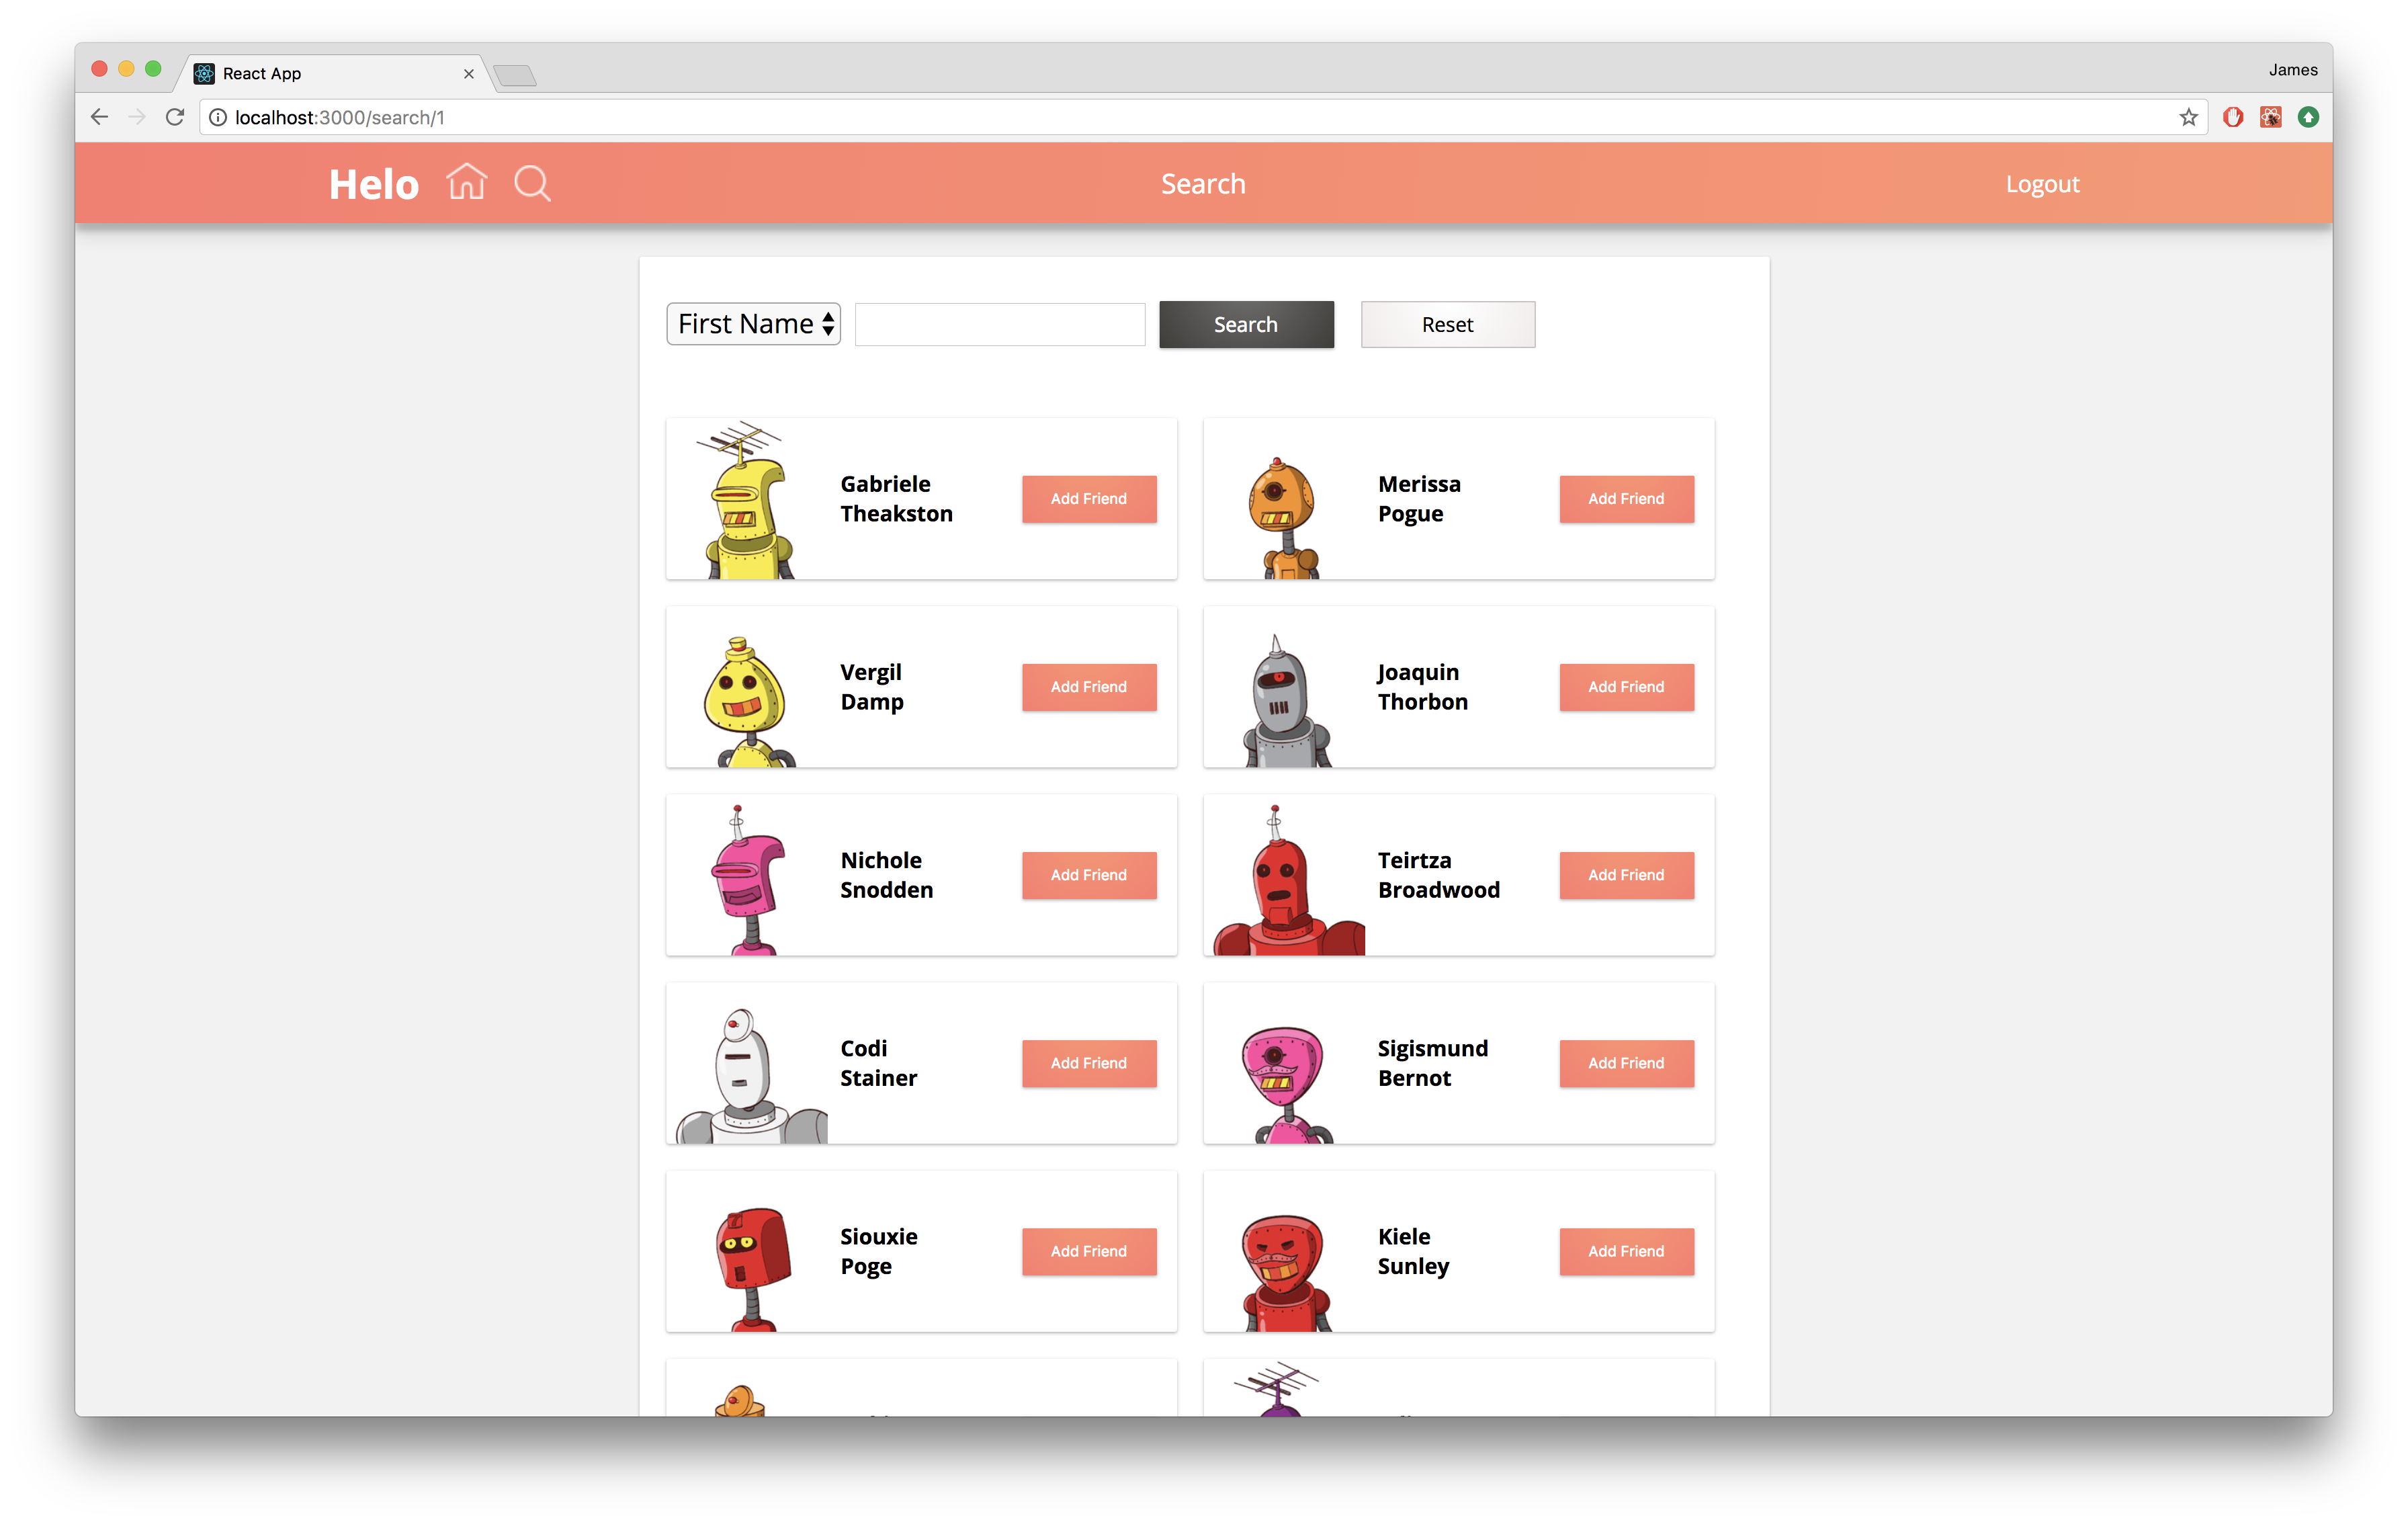 React App
James
localhost:3000/search/1
Helo
Search
Logout
First Name
Search
Reset
Gabriele
Theakston
Add Friend
Merissa
Pogue
Add Friend
Vergil
Damp
Add Friend
Joaquin
Thorbon
Add Friend
Nichole
Snodden
Add Friend
Teirtza
Broadwood
Add Friend
Codi
Stainer
Add Friend
Sigismund
Bernot
Add Friend
Siouxie
Poge
Add Friend
Kiele
Sunley
Add Friend